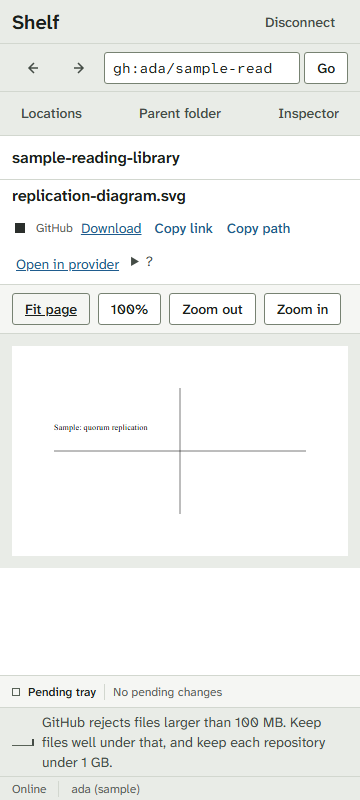 Shelf Disconnect
← → gh:ada/sample-read Go
Locations Parent folder Inspector
sample-reading-library
replication-diagram.svg
GitHub Download Copy link Copy path
Open in provider ▶ ?
Fit page 100% Zoom out Zoom in
Sample: quorum replication
Pending tray No pending changes
GitHub rejects files larger than 100 MB. Keep
files well under that, and keep each repository
under 1 GB.
Online ada (sample)